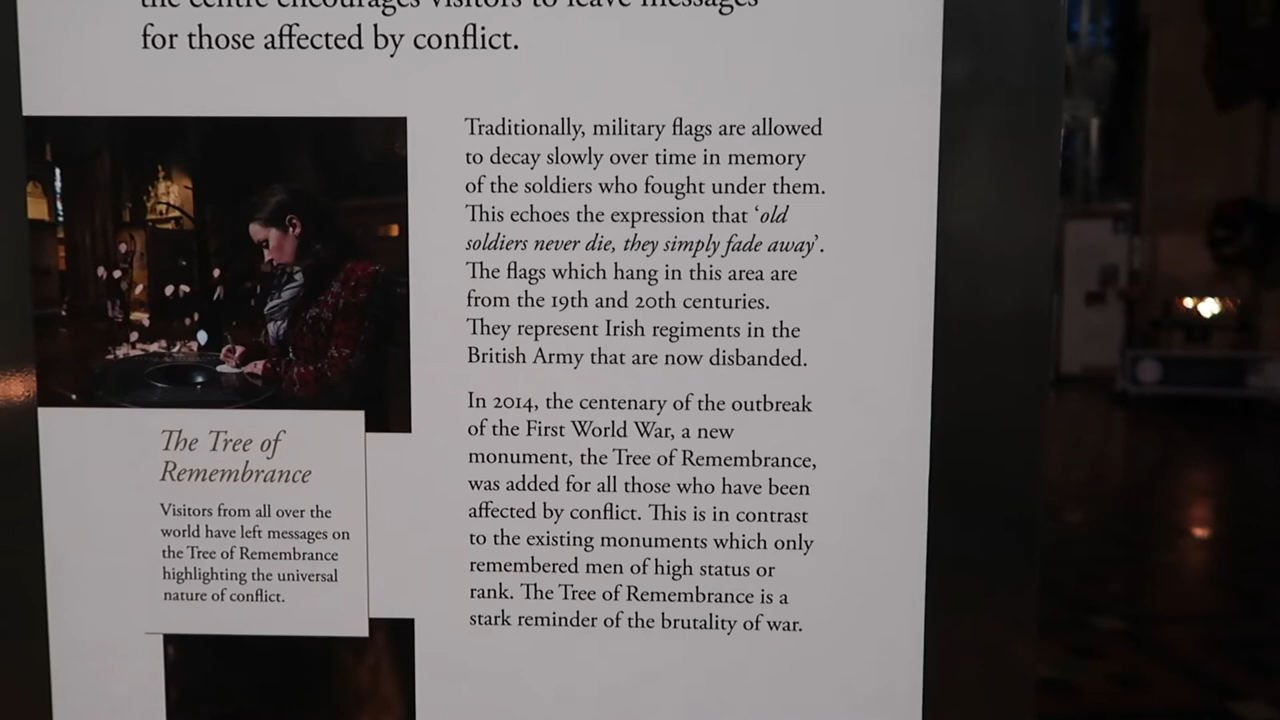 the centre encourages visitors to leave messages
for those affected by conflict.
Traditionally, military flags are allowed
to decay slowly over time in memory
of the soldiers who fought under them.
This echoes the expression that ‘old
soldiers never die, they simply fade away’.
The flags which hang in this area are
from the 19th and 20th centuries.
They represent Irish regiments in the
British Army that are now disbanded.
In 2014, the centenary of the outbreak
of the First World War, a new
monument, the Tree of Remembrance,
was added for all those who have been
affected by conflict. This is in contrast
to the existing monuments which only
remembered men of high status or
rank. The Tree of Remembrance is a
stark reminder of the brutality of war.
The Tree of
Remembrance
Visitors from all over the
world have left messages on
the Tree of Remembrance
highlighting the universal
nature of conflict.